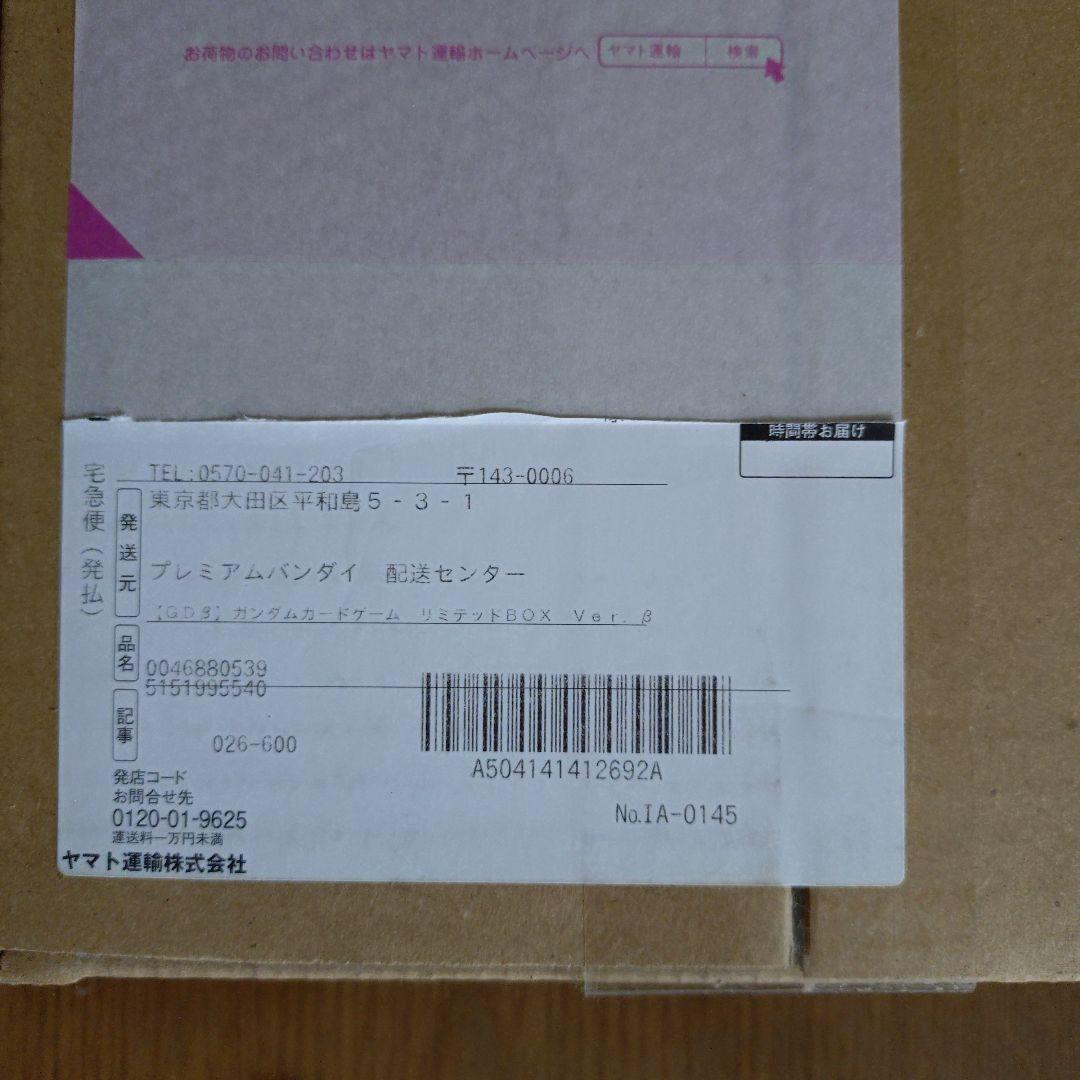 お荷物のお問い合わせはヤマト運輸ホームページへ ヤマト運輸 検索
時間帯お届け
宅急便(発払)
TEL:0570-041-203 〒143-0006
発送元
東京都大田区平和島5-3-1
プレミアムバンダイ 配送センター
品名
【GDβ】ガンダムカードゲーム リミテッドBOX Ver.β
記事
0046880539
5151995540
026-600
A504141412692A
発店コード
お問合せ先
0120-01-9625
運送料一万円未満
No.IA-0145
ヤマト運輸株式会社